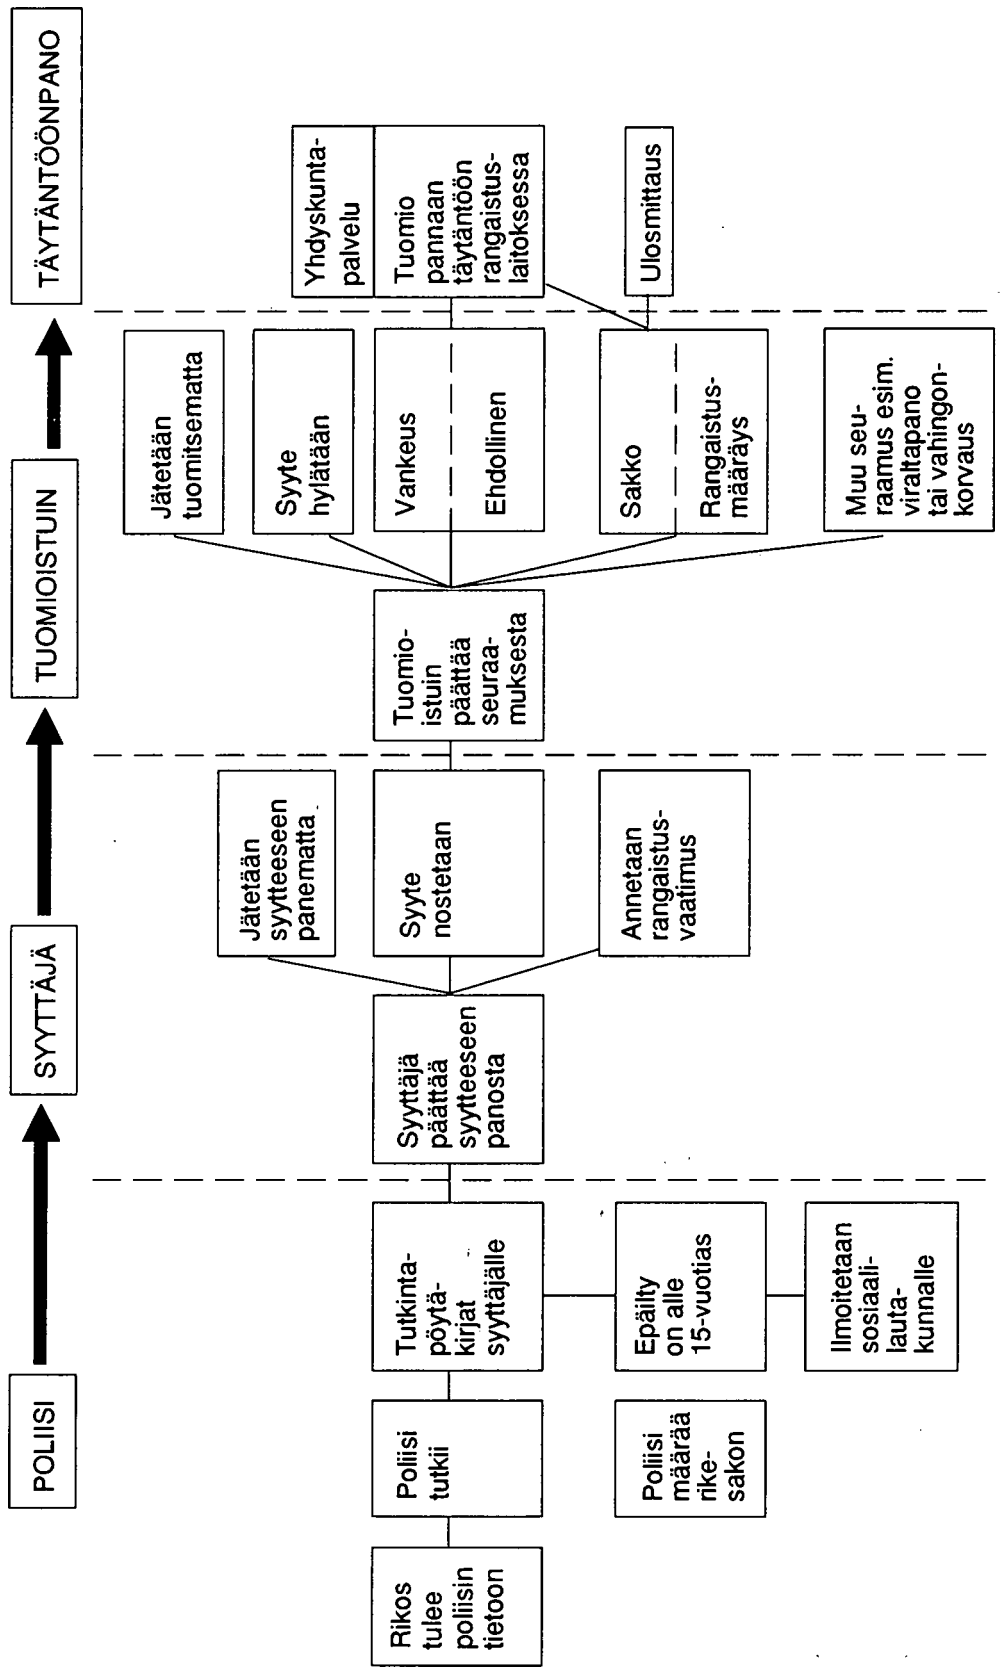 POLIISI
SYYTTÄJÄ
TUOMIOISTUIN
TÄYTÄNTÖÖNPANO
Rikos
tulee
poliisin
tietoon
Poliisi
tutkii
Poliisi
määrää
rike-
sakon
Tutkinta-
pöytä-
kirjat
syyttäjälle
Epäilty
on alle
15-vuotias
Ilmoitetaan
sosiaali-
lauta-
kunnalle
Syyttäjä
päättää
syytteeseen
panosta
Jätetään
syytteeseen
panematta
Syyte
nostetaan
Annetaan
rangaistus-
vaatimus
Tuomio-
istuin
päättää
seuraa-
muksesta
Jätetään
tuomitsematta
Syyte
hylätään
Vankeus
Ehdollinen
Sakko
Rangaistus-
määräys
Muu seu-
raamus esim.
viraltapano
tai vahingon-
korvaus
Yhdyskunta-
palvelu
Tuomio
pannaan
täytäntöön
rangaistus-
laitoksessa
Ulosmittaus